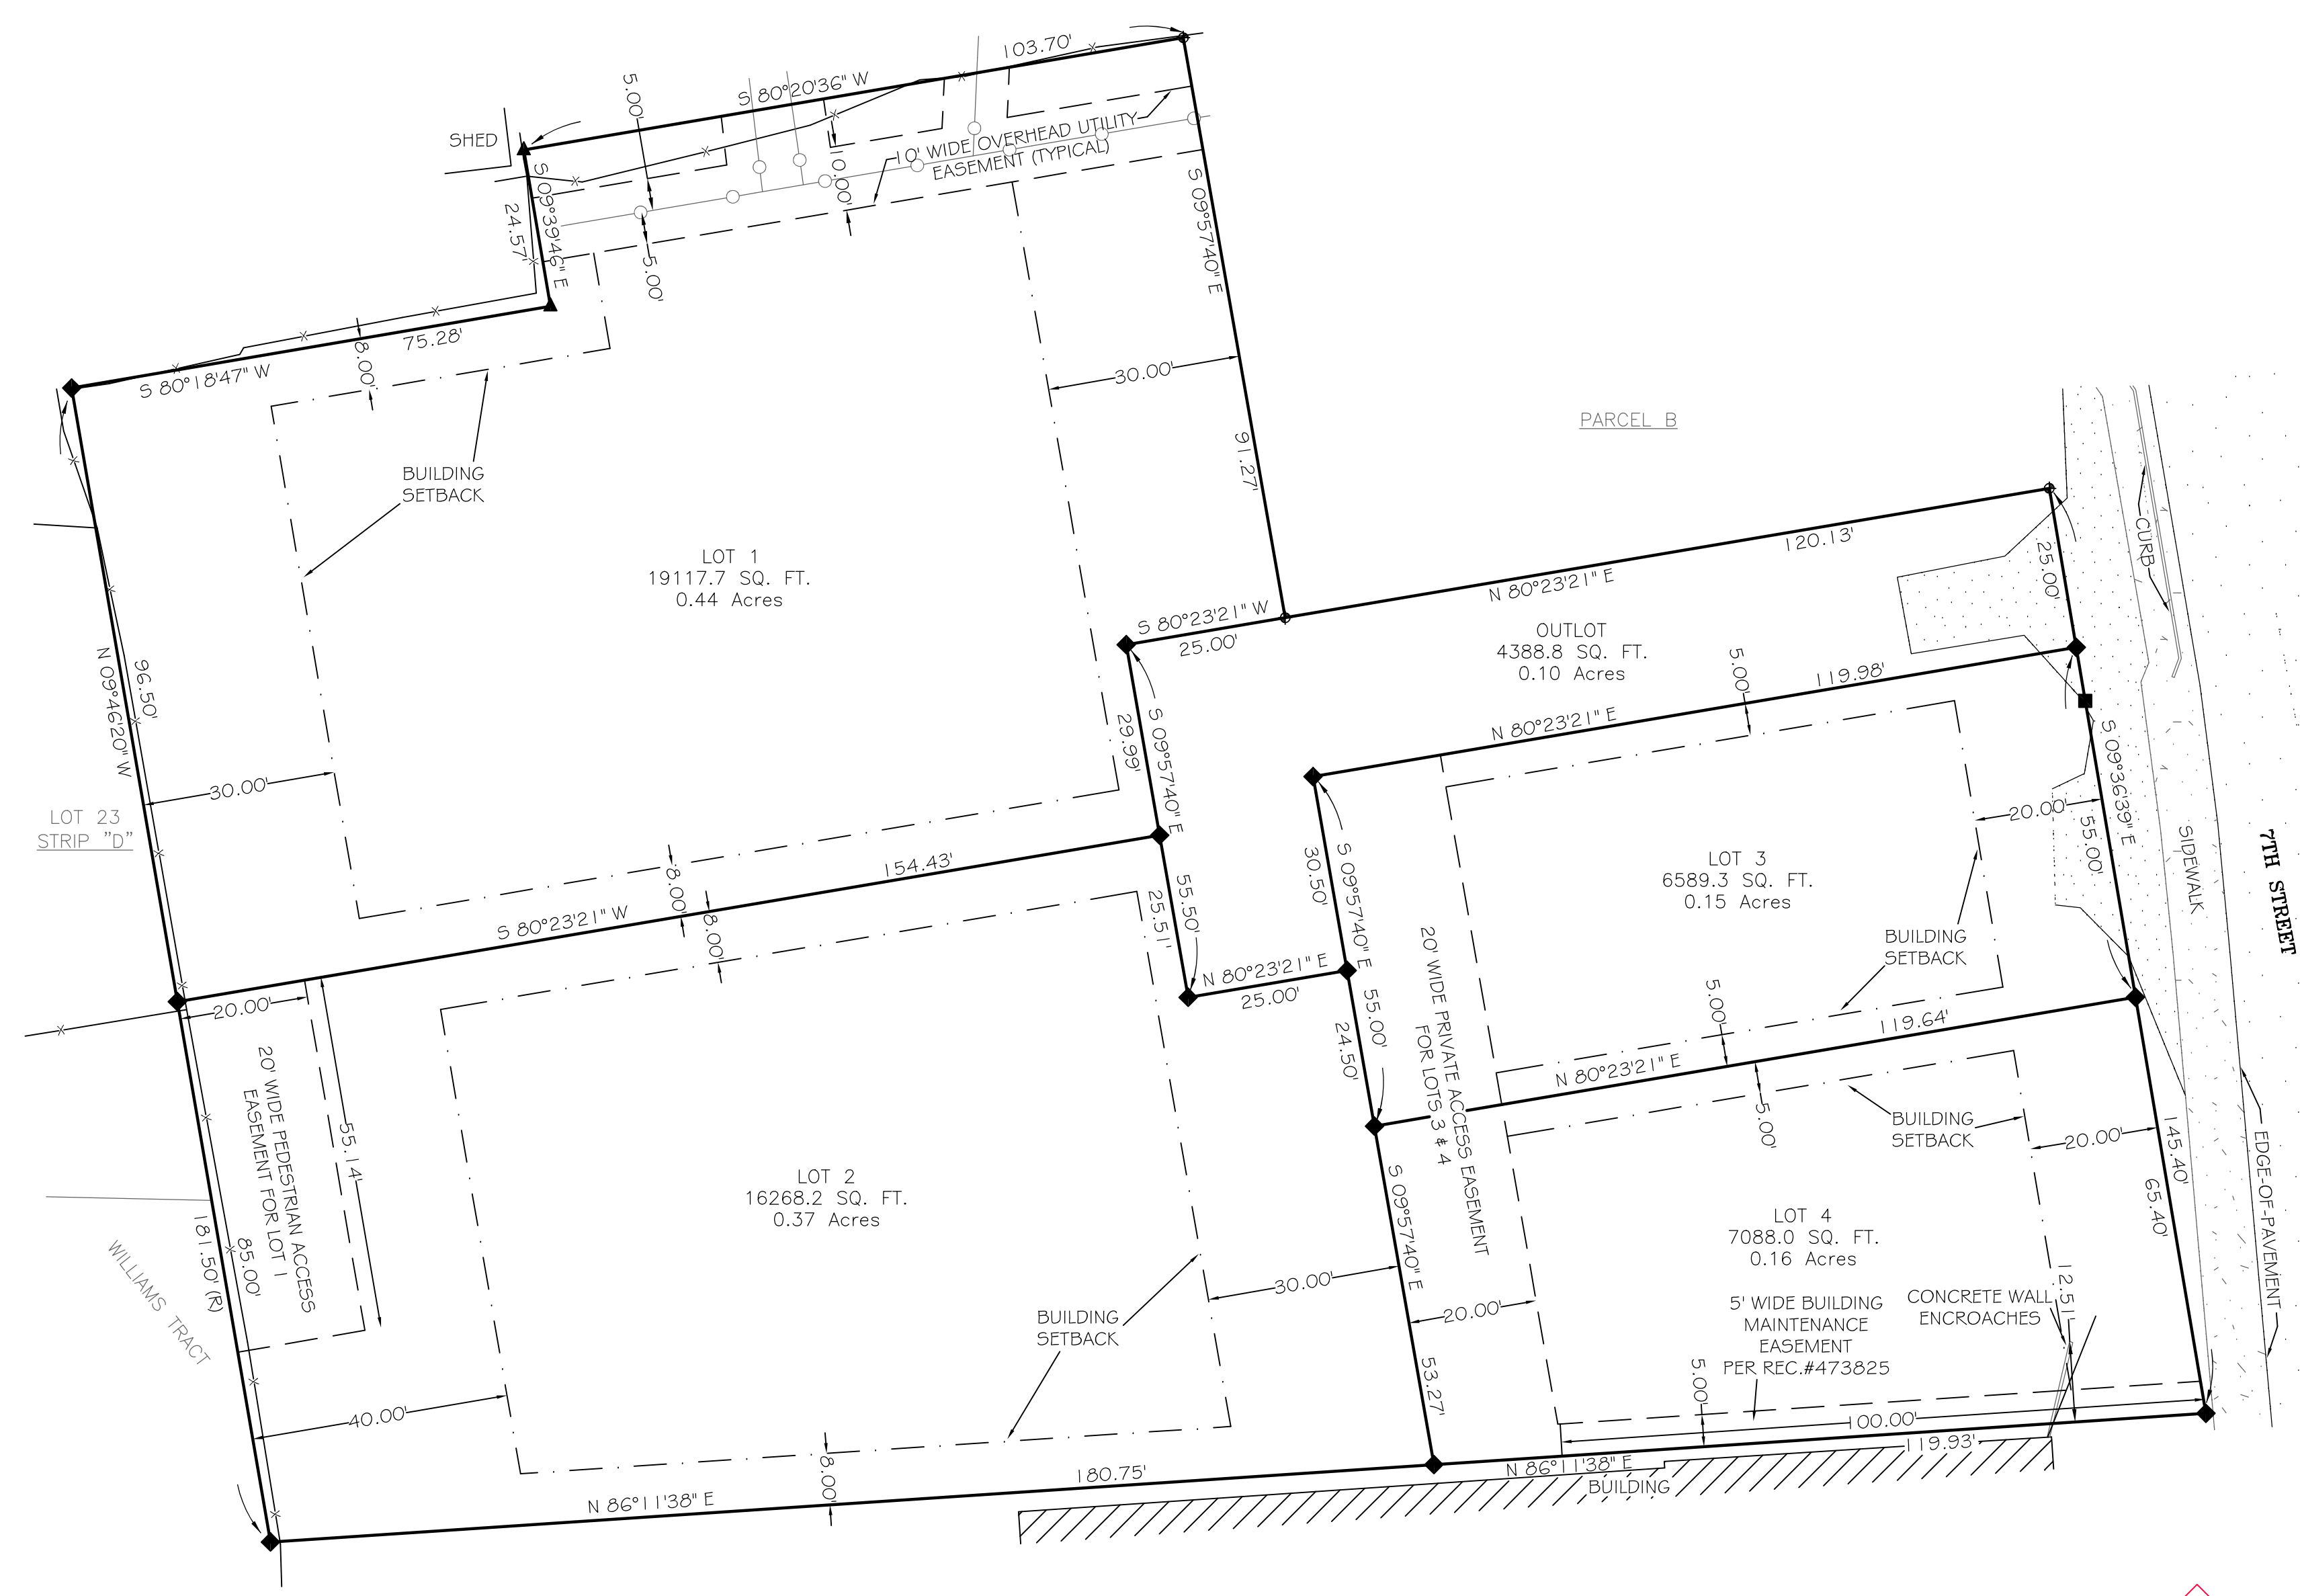 103.70'
S 80°20'36" W
5.00'
SHED
10' WIDE OVERHEAD UTILITY
EASEMENT (TYPICAL)
10.00'
S 09°39'46" E
24.57'
5.00'
S 09°57'40" E
75.28'
8.00'
S 80°18'47" W
30.00'
PARCEL B
91.27'
BUILDING
SETBACK
CURB
120.13'
25.00'
LOT 1
19117.7 SQ. FT.
0.44 Acres
N 80°23'21" E
S 80°23'21" W
25.00'
OUTLOT
4388.8 SQ. FT.
0.10 Acres
5.00'
119.98'
N 80°23'21" E
96.50'
N 09°46'20" W
29.99'
S 09°57'40" E
S 09°36'39" E
30.00'
20.00'
55.00'
LOT 23
STRIP "D"
154.43'
S 80°23'21" W
8.00'
8.00'
25.51'
55.50'
30.50'
S 09°57'40" E
LOT 3
6589.3 SQ. FT.
0.15 Acres
SIDEWALK
7TH STREET
BUILDING
SETBACK
N 80°23'21" E
25.00'
20.00'
55.00'
24.50'
20' WIDE PRIVATE ACCESS EASEMENT
FOR LOTS 3 & 4
5.00'
119.64'
N 80°23'21" E
5.00'
BUILDING
SETBACK
20.00'
145.40'
65.40'
EDGE-OF-PAVEMENT
20' WIDE PEDESTRIAN ACCESS
EASEMENT FOR LOT 1
55.14'
LOT 2
16268.2 SQ. FT.
0.37 Acres
S 09°57'40" E
LOT 4
7088.0 SQ. FT.
0.16 Acres
181.50' (R)
85.00'
WILLIAMS TRACT
30.00'
20.00'
BUILDING
SETBACK
5' WIDE BUILDING
MAINTENANCE
EASEMENT
PER REC.#473825
CONCRETE WALL
ENCROACHES
12.51'
40.00'
53.27'
5.00'
100.00'
119.93'
N 86°11'38" E
BUILDING
180.75'
N 86°11'38" E
8.00'